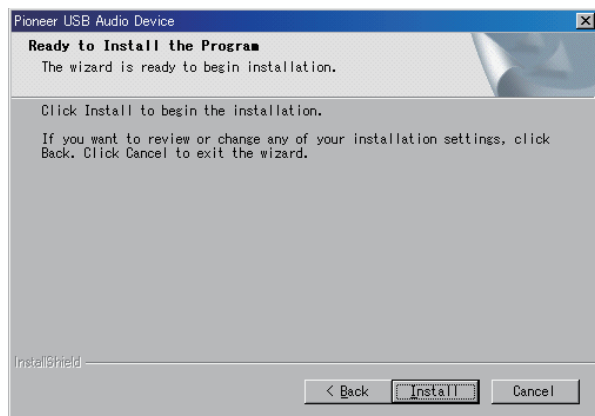 Pioneer USB Audio Device
Ready to Install the Program
The wizard is ready to begin installation.
Click Install to begin the installation.
If you want to review or change any of your installation settings, click
Back. Click Cancel to exit the wizard.
InstallShield
< Back Install Cancel